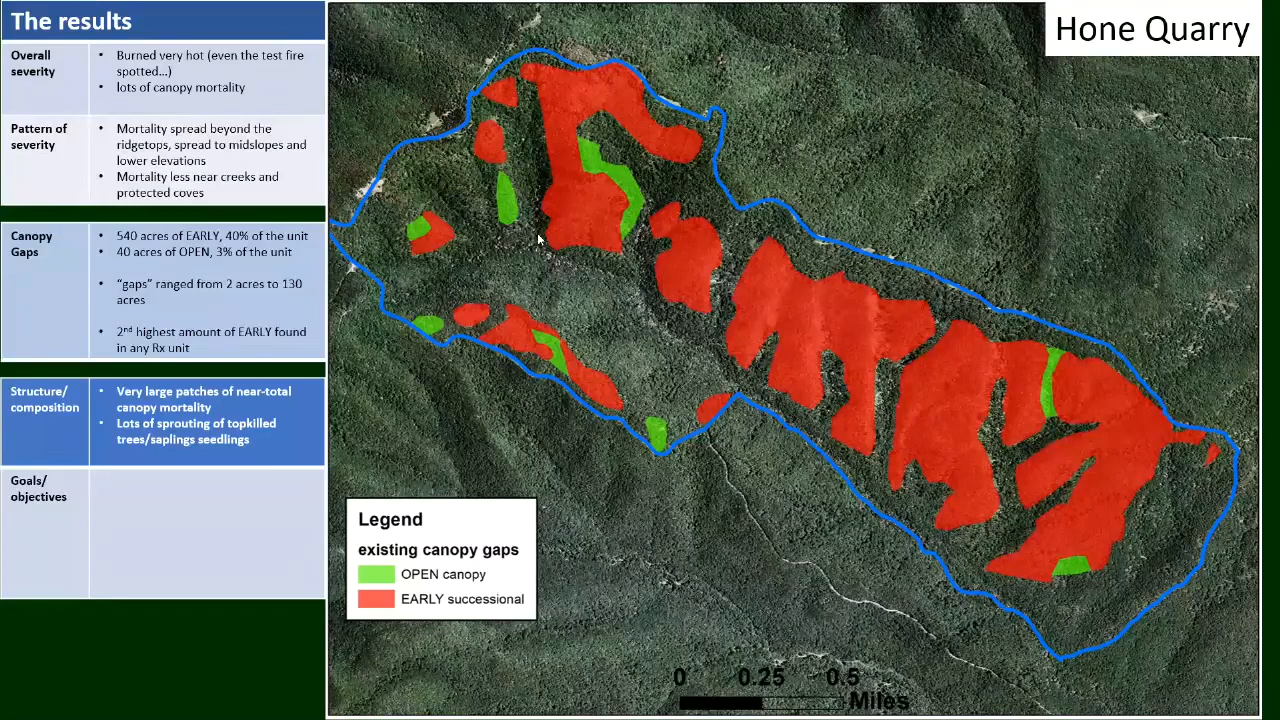 The results
Hone Quarry
Overall
severity
• Burned very hot (even the test fire
spotted…)
• lots of canopy mortality
Pattern of
severity
• Mortality spread beyond the
ridgetops, spread to midslopes and
lower elevations
• Mortality less near creeks and
protected coves
Canopy
Gaps
• 540 acres of EARLY, 40% of the unit
• 40 acres of OPEN, 3% of the unit
• “gaps” ranged from 2 acres to 130
acres
• 2nd highest amount of EARLY found
in any Rx unit
Structure/
composition
• Very large patches of near-total
canopy mortality
• Lots of sprouting of topkilled
trees/saplings seedlings
Goals/
objectives
Legend
existing canopy gaps
OPEN canopy
EARLY successional
0 0.25 0.5
Miles